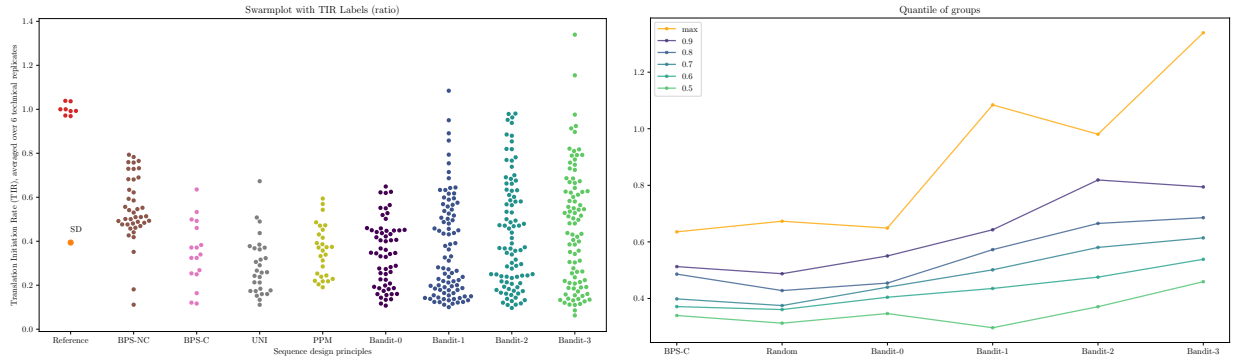 Swarmplot with TIR Labels (ratio)
Translation Initiation Rate (TIR), averaged over 6 technical replicates
1.4
1.2
1.0
0.8
0.6
0.4
0.2
0.0
SD
Reference BPS-NC BPS-C UNI PPM Bandit-0 Bandit-1 Bandit-2 Bandit-3
Sequence design principles
Quantile of groups
max
0.9
0.8
0.7
0.6
0.5
1.2
1.0
0.8
0.6
0.4
BPS-C Random Bandit-0 Bandit-1 Bandit-2 Bandit-3